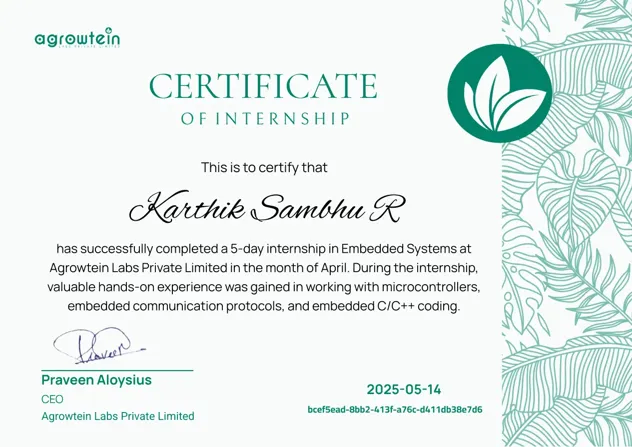 agrowtein
CERTIFICATE
OF INTERNSHIP
This is to certify that
Karthik Sambhu R
has successfully completed a 5-day internship in Embedded Systems at
Agrowtein Labs Private Limited in the month of April. During the internship,
valuable hands-on experience was gained in working with microcontrollers,
embedded communication protocols, and embedded C/C++ coding.
Praveen
Praveen Aloysius
CEO
Agrowtein Labs Private Limited
2025-05-14
bcef5ead-8bb2-413f-a76c-d411db38e7d6